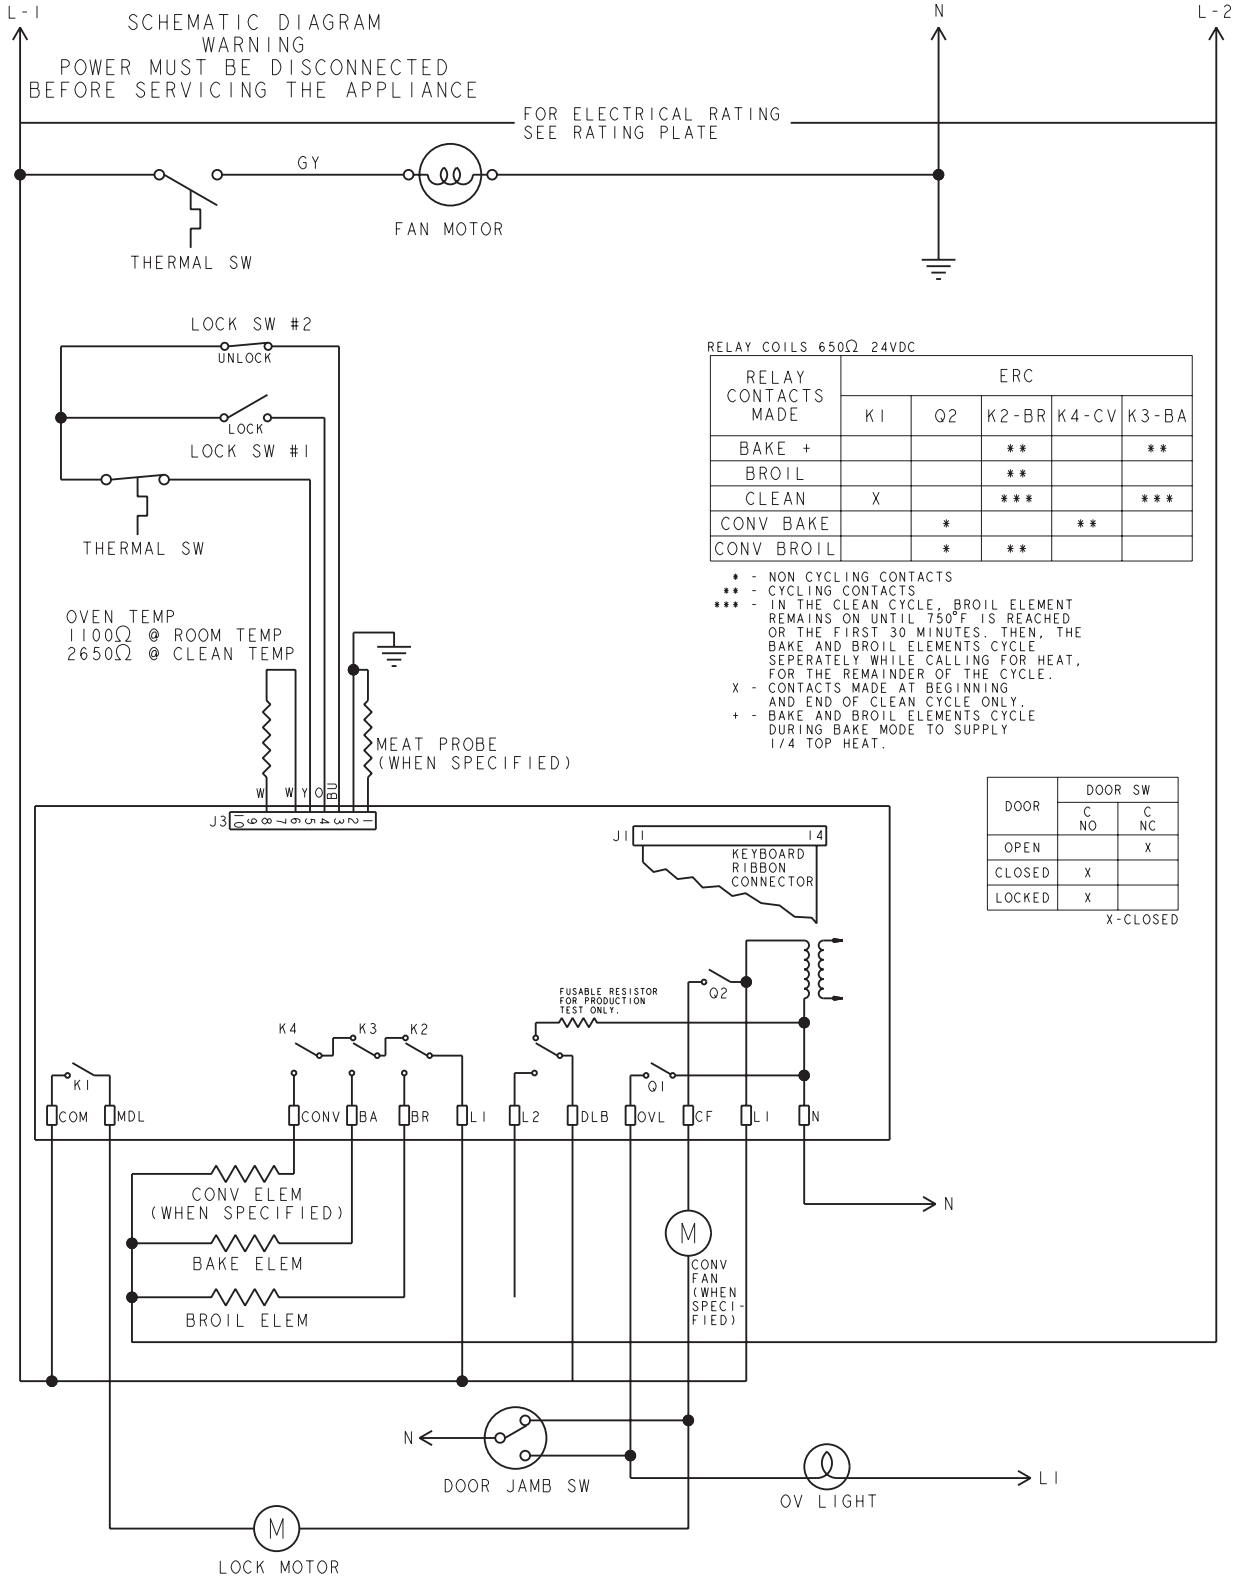 L-1
N
L-2
SCHEMATIC DIAGRAM
WARNING
POWER MUST BE DISCONNECTED
BEFORE SERVICING THE APPLIANCE
FOR ELECTRICAL RATING
SEE RATING PLATE
GY
FAN MOTOR
THERMAL SW
LOCK SW #2
UNLOCK
LOCK
LOCK SW #1
THERMAL SW
OVEN TEMP
1100Ω @ ROOM TEMP
2650Ω @ CLEAN TEMP
MEAT PROBE
(WHEN SPECIFIED)
W W Y O BU
J3 10 9 8 7 6 5 4 3 2 1
RELAY COILS 650Ω 24VDC
RELAY CONTACTS MADE
ERC
K1 Q2 K2-BR K4-CV K3-BA
BAKE + ** **
BROIL **
CLEAN X *** ***
CONV BAKE * **
CONV BROIL * **
* - NON CYCLING CONTACTS
** - CYCLING CONTACTS
*** - IN THE CLEAN CYCLE, BROIL ELEMENT
REMAINS ON UNTIL 750°F IS REACHED
OR THE FIRST 30 MINUTES. THEN, THE
BAKE AND BROIL ELEMENTS CYCLE
SEPERATELY WHILE CALLING FOR HEAT,
FOR THE REMAINDER OF THE CYCLE.
X - CONTACTS MADE AT BEGINNING
AND END OF CLEAN CYCLE ONLY.
+ - BAKE AND BROIL ELEMENTS CYCLE
DURING BAKE MODE TO SUPPLY
1/4 TOP HEAT.
DOOR
DOOR SW
C NO
C NC
OPEN X
CLOSED X
LOCKED X
X-CLOSED
J1 1 14
KEYBOARD
RIBBON
CONNECTOR
Q2
FUSABLE RESISTOR
FOR PRODUCTION
TEST ONLY.
K4 K3 K2
K1
Q1
COM MDL CONV BA BR L1 L2 DLB OVL CF L1 N
CONV ELEM
(WHEN SPECIFIED)
BAKE ELEM
BROIL ELEM
N
M
CONV
FAN
(WHEN
SPECI-
FIED)
N
DOOR JAMB SW
L1
OV LIGHT
M
LOCK MOTOR